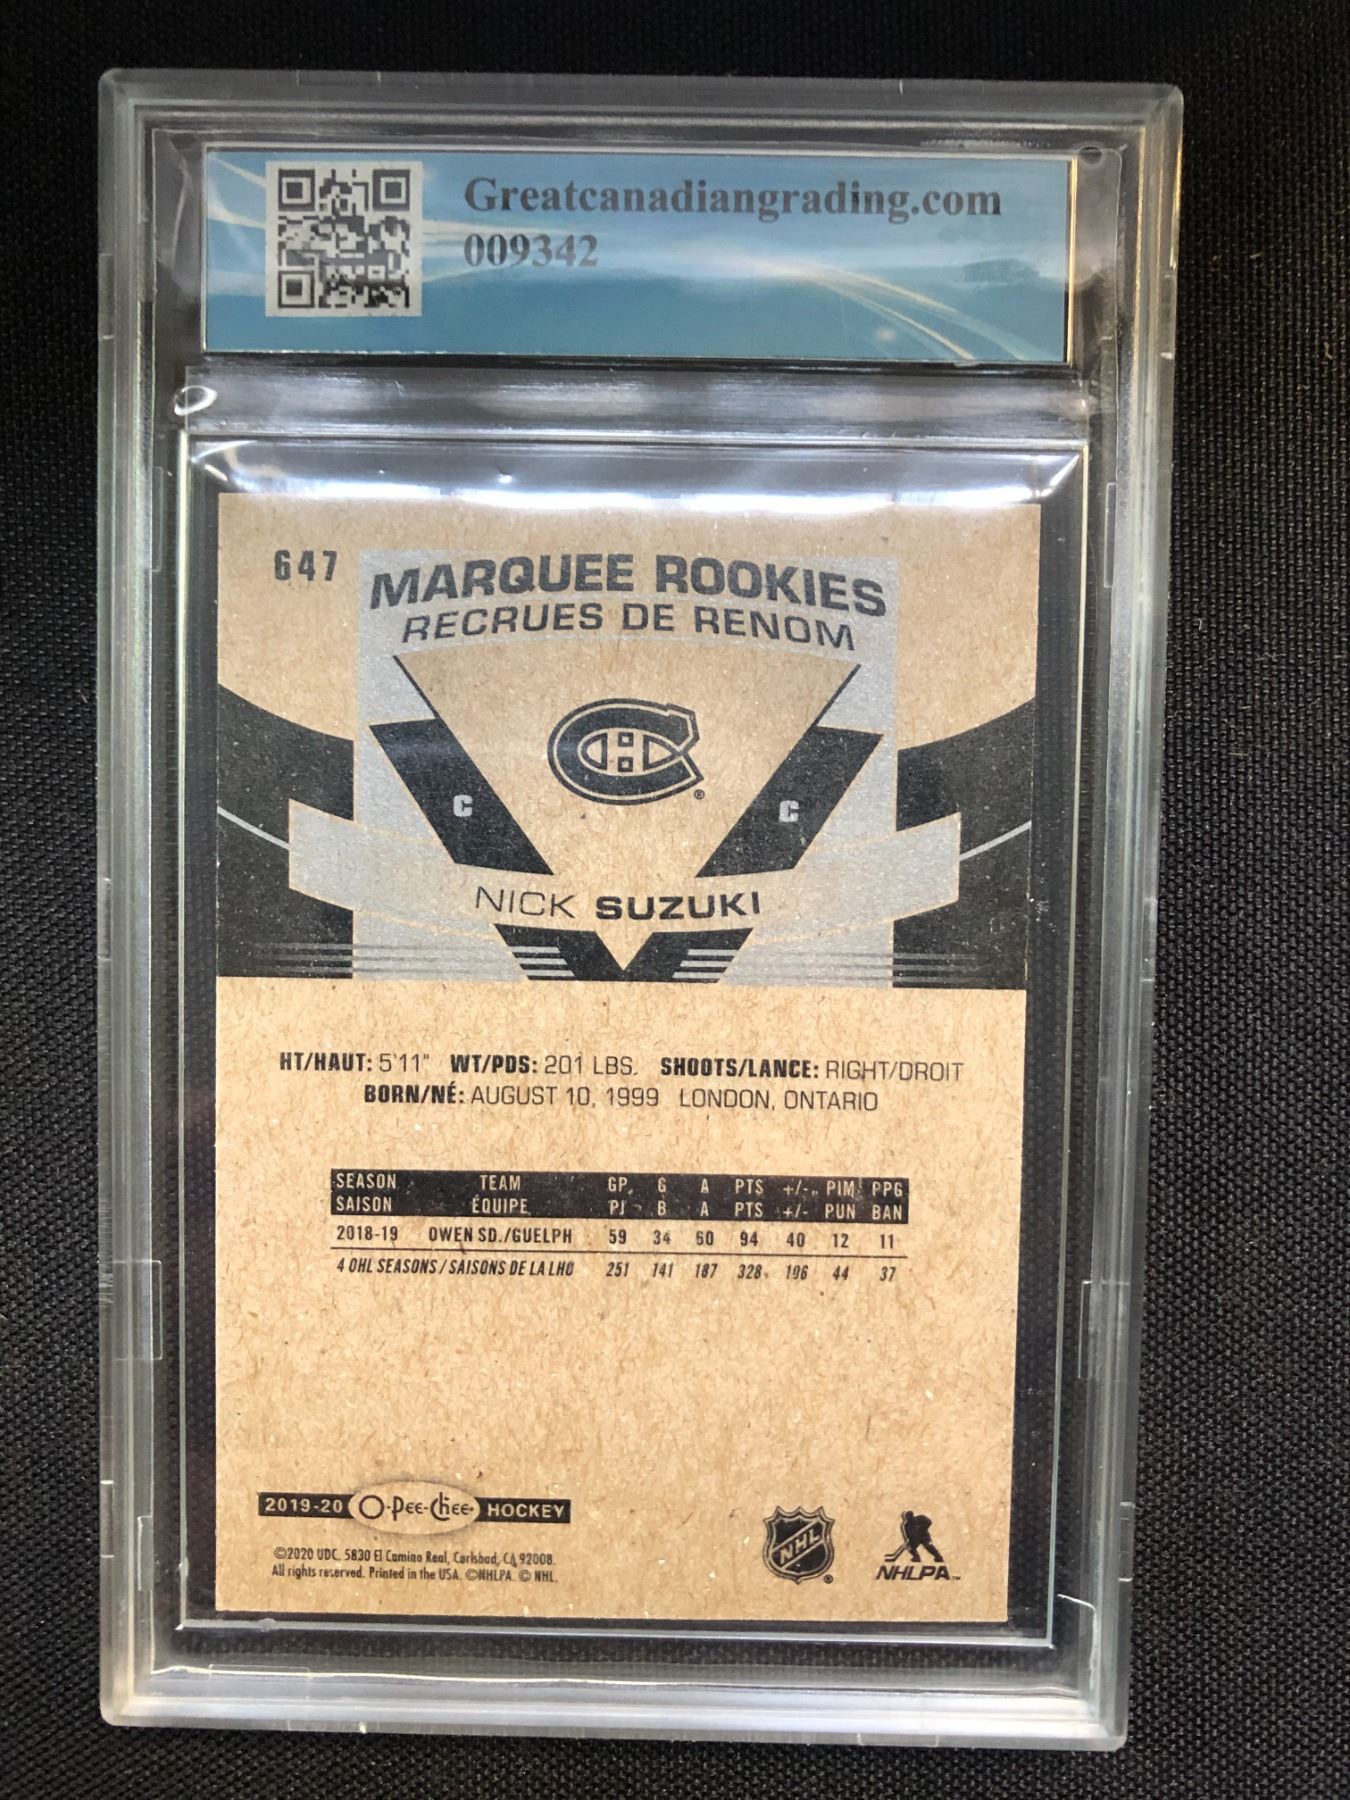 Greatcanadiangrading.com
009342
647
MARQUEE ROOKIES
RECRUES DE RENOM
C C
NICK SUZUKI
HT/HAUT: 5'11" WT/PDS: 201 LBS. SHOOTS/LANCE: RIGHT/DROIT
BORN/NÉ: AUGUST 10, 1999 LONDON, ONTARIO
SEASON TEAM GP G A PTS +/- PIM PPG
SAISON ÉQUIPE PJ B A PTS +/- PUN BAN
2018-19 OWEN SD./GUELPH 59 34 60 94 40 12 11
4 OHL SEASONS / SAISONS DE LA LHO 251 141 187 328 106 44 37
2019-20 O-Pee-Chee HOCKEY
©2020 UDC. 5830 El Camino Real, Carlsbad, CA 92008.
All rights reserved. Printed in the USA. ©NHLPA. © NHL.
NHL ®
NHLPA™